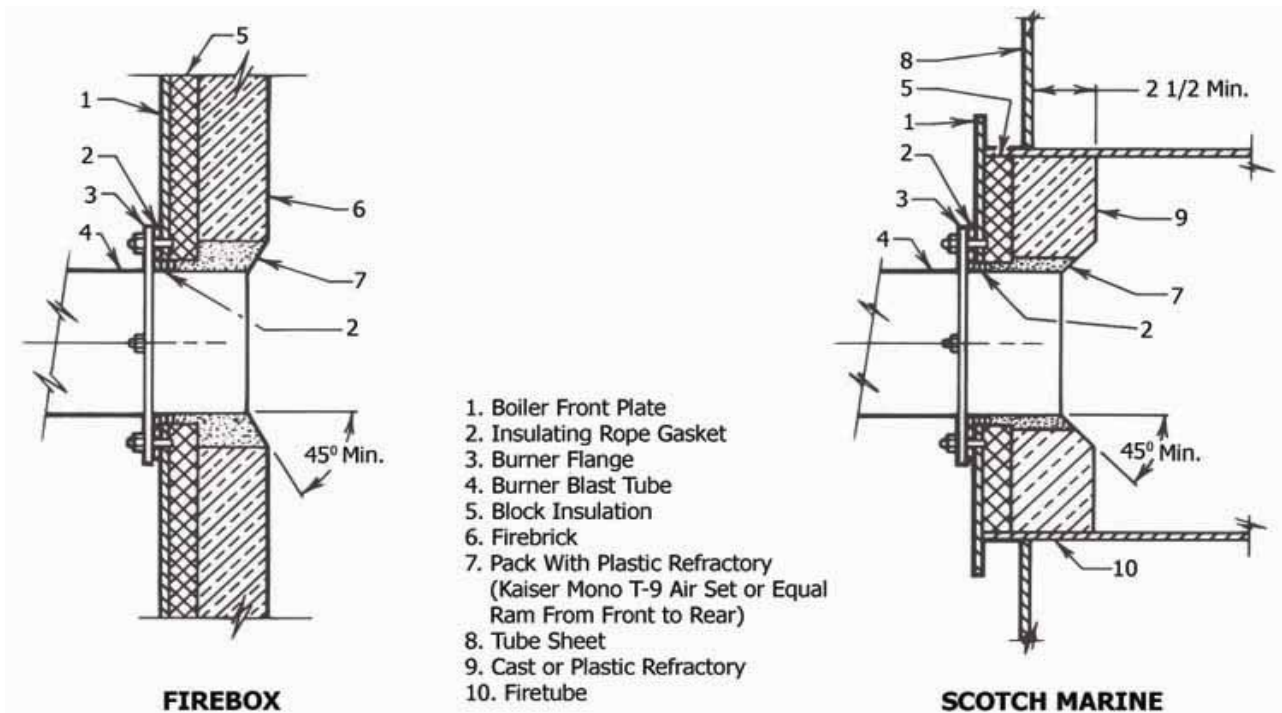 5
1
2
3
4
6
7
2
45⁰ Min.
FIREBOX
1. Boiler Front Plate
2. Insulating Rope Gasket
3. Burner Flange
4. Burner Blast Tube
5. Block Insulation
6. Firebrick
7. Pack With Plastic Refractory
(Kaiser Mono T-9 Air Set or Equal
Ram From Front to Rear)
8. Tube Sheet
9. Cast or Plastic Refractory
10. Firetube
8
5
2 1/2 Min.
1
2
3
4
9
7
2
45⁰ Min.
10
SCOTCH MARINE